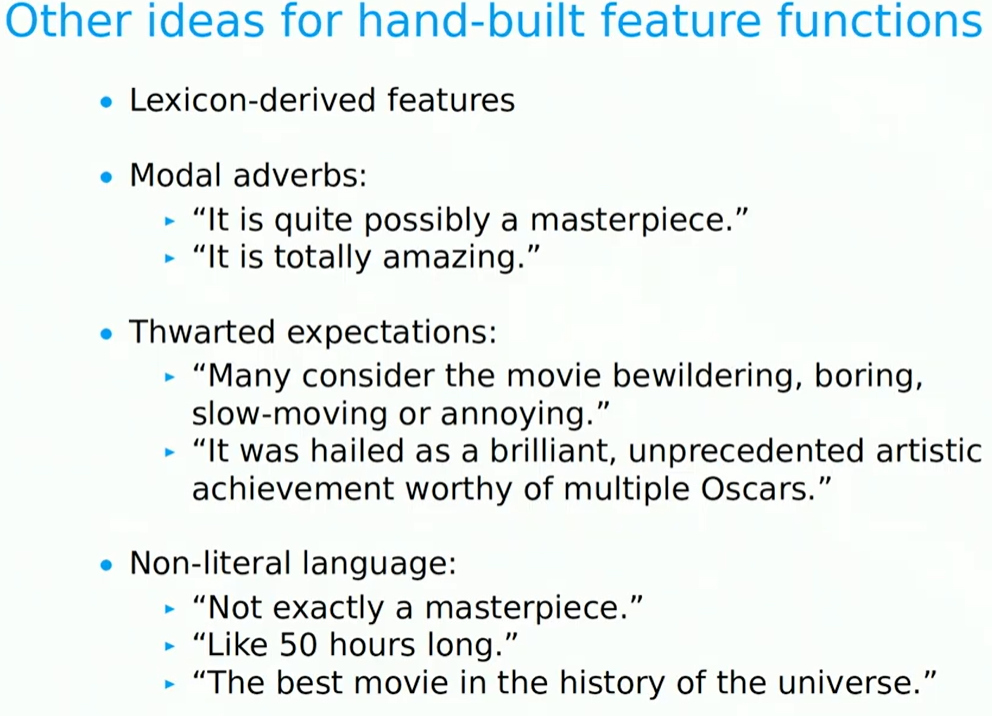 Other ideas for hand-built feature functions
• Lexicon-derived features
• Modal adverbs:
▸ “It is quite possibly a masterpiece.”
▸ “It is totally amazing.”
• Thwarted expectations:
▸ “Many consider the movie bewildering, boring,
slow-moving or annoying.”
▸ “It was hailed as a brilliant, unprecedented artistic
achievement worthy of multiple Oscars.”
• Non-literal language:
▸ “Not exactly a masterpiece.”
▸ “Like 50 hours long.”
▸ “The best movie in the history of the universe.”